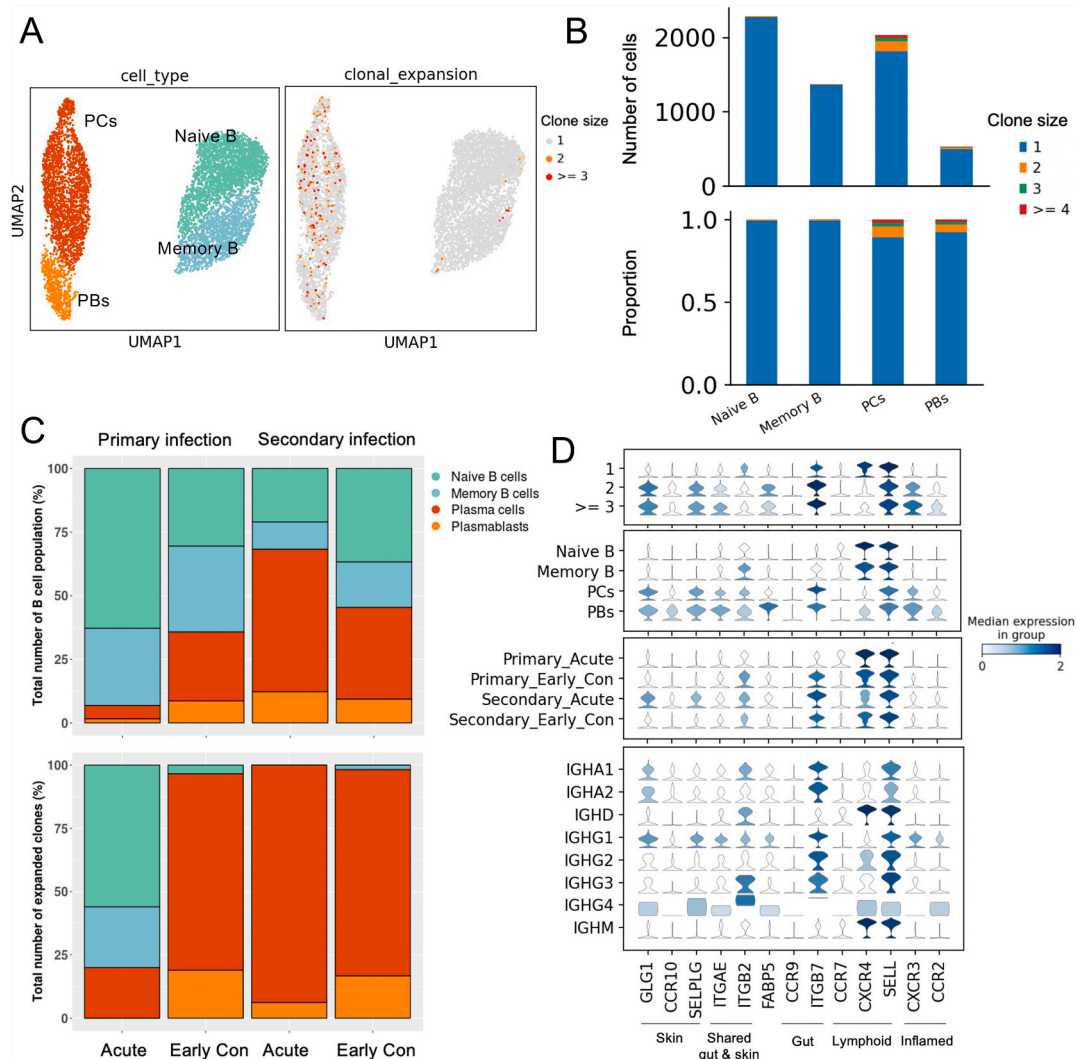 A
cell_type
clonal_expansion
PCs
Naive B
Memory B
PBs
UMAP2
UMAP1
UMAP1
Clone size
1
2
>= 3
B
Number of cells
2000
1000
0
Proportion
1.0
0.5
0.0
Naive B
Memory B
PCs
PBs
Clone size
1
2
3
>= 4
C
Primary infection
Secondary infection
Total number of B cell population (%)
100
75
50
25
0
Naive B cells
Memory B cells
Plasma cells
Plasmablasts
Total number of expanded clones (%)
100
75
50
25
0
Acute
Early Con
Acute
Early Con
D
1
2
>= 3
Naive B
Memory B
PCs
PBs
Primary_Acute
Primary_Early_Con
Secondary_Acute
Secondary_Early_Con
IGHA1
IGHA2
IGHD
IGHG1
IGHG2
IGHG3
IGHG4
IGHM
GLG1
CCR10
SELPLG
ITGAE
ITGB2
FABP5
CCR9
ITGB7
CCR7
CXCR4
SELL
CXCR3
CCR2
Skin
Shared
gut & skin
Gut
Lymphoid
Inflamed
Median expression
in group
0
2